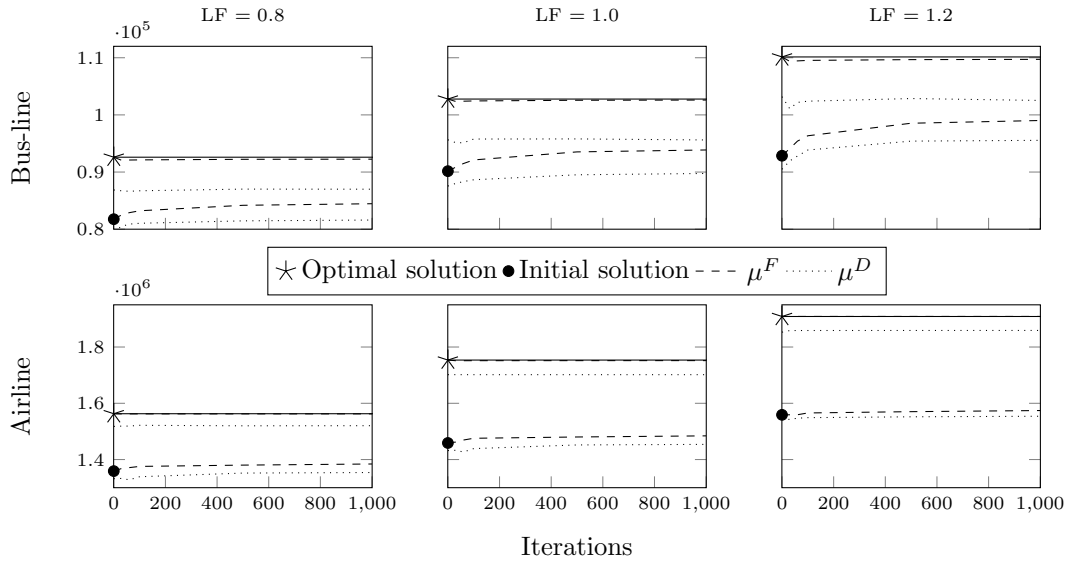 LF = 0.8
LF = 1.0
LF = 1.2
·10^5
Bus-line
1.1
1
0.9
0.8
Optimal solution Initial solution μ^F μ^D
·10^6
Airline
1.8
1.6
1.4
0 200 400 600 800 1,000
0 200 400 600 800 1,000
0 200 400 600 800 1,000
Iterations